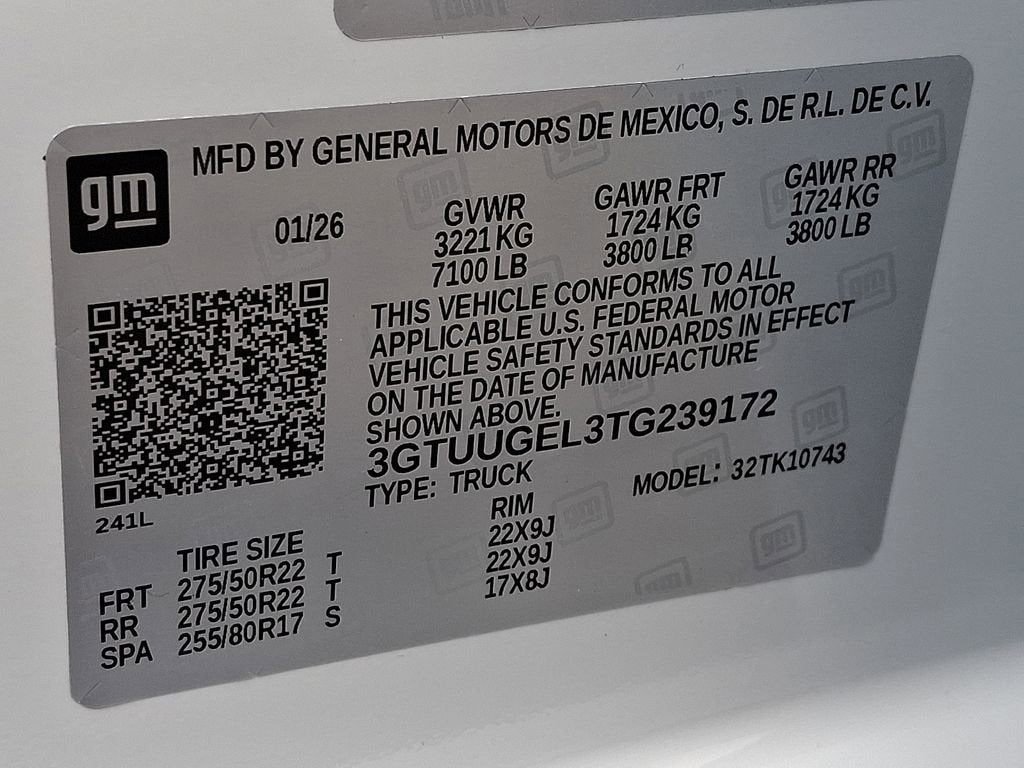 gm
MFD BY GENERAL MOTORS DE MEXICO, S. DE R.L. DE C.V.
01/26
GVWR
3221 KG
7100 LB
GAWR FRT
1724 KG
3800 LB
GAWR RR
1724 KG
3800 LB
THIS VEHICLE CONFORMS TO ALL
APPLICABLE U.S. FEDERAL MOTOR
VEHICLE SAFETY STANDARDS IN EFFECT
ON THE DATE OF MANUFACTURE
SHOWN ABOVE.
3GTUUGEL3TG239172
TYPE: TRUCK
MODEL: 32TK10743
241L
TIRE SIZE
RIM
FRT 275/50R22 T 22X9J
RR 275/50R22 T 22X9J
SPA 255/80R17 S 17X8J